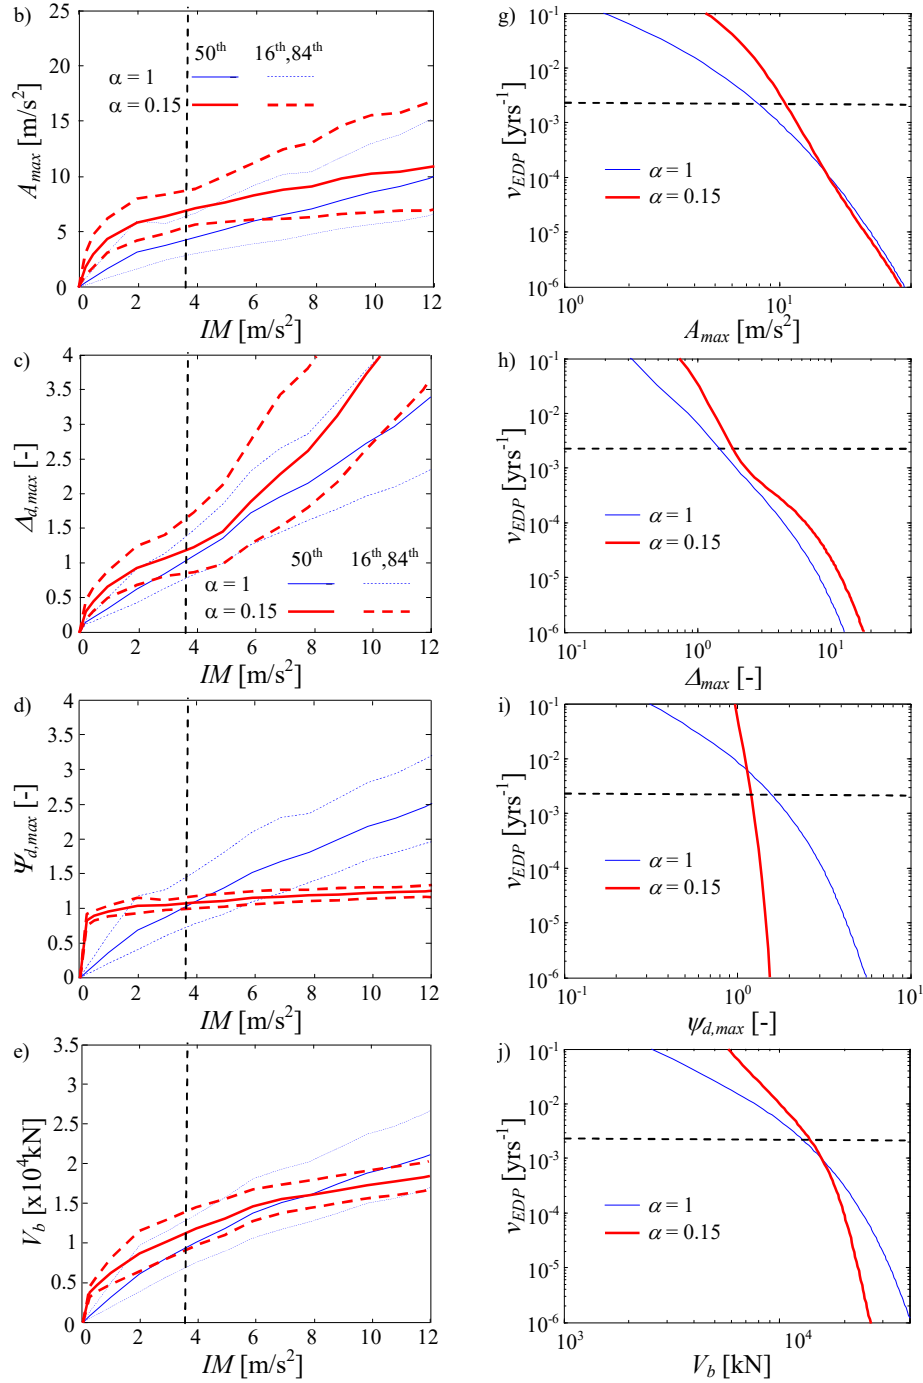 b)
25
20
15
10
5
0
A_max [m/s²]
50th 16th,84th
α = 1
α = 0.15
0 2 4 6 8 10 12
IM [m/s²]
g)
10⁻¹
10⁻²
10⁻³
10⁻⁴
10⁻⁵
10⁻⁶
ν_EDP [yrs⁻¹]
α = 1
α = 0.15
10⁰ 10¹
A_max [m/s²]
c)
4
3.5
3
2.5
2
1.5
1
0.5
0
Δ_d,max [-]
50th 16th,84th
α = 1
α = 0.15
0 2 4 6 8 10 12
IM [m/s²]
h)
10⁻¹
10⁻²
10⁻³
10⁻⁴
10⁻⁵
10⁻⁶
ν_EDP [yrs⁻¹]
α = 1
α = 0.15
10⁻¹ 10⁰ 10¹
Δ_max [-]
d)
4
3.5
3
2.5
2
1.5
1
0.5
0
Ψ_d,max [-]
0 2 4 6 8 10 12
IM [m/s²]
i)
10⁻¹
10⁻²
10⁻³
10⁻⁴
10⁻⁵
10⁻⁶
ν_EDP [yrs⁻¹]
α = 1
α = 0.15
10⁻¹ 10⁰ 10¹
ψ_d,max [-]
e)
3.5
3
2.5
2
1.5
1
0.5
0
V_b [x10⁴kN]
0 2 4 6 8 10 12
IM [m/s²]
j)
10⁻¹
10⁻²
10⁻³
10⁻⁴
10⁻⁵
10⁻⁶
ν_EDP [yrs⁻¹]
α = 1
α = 0.15
10³ 10⁴
V_b [kN]